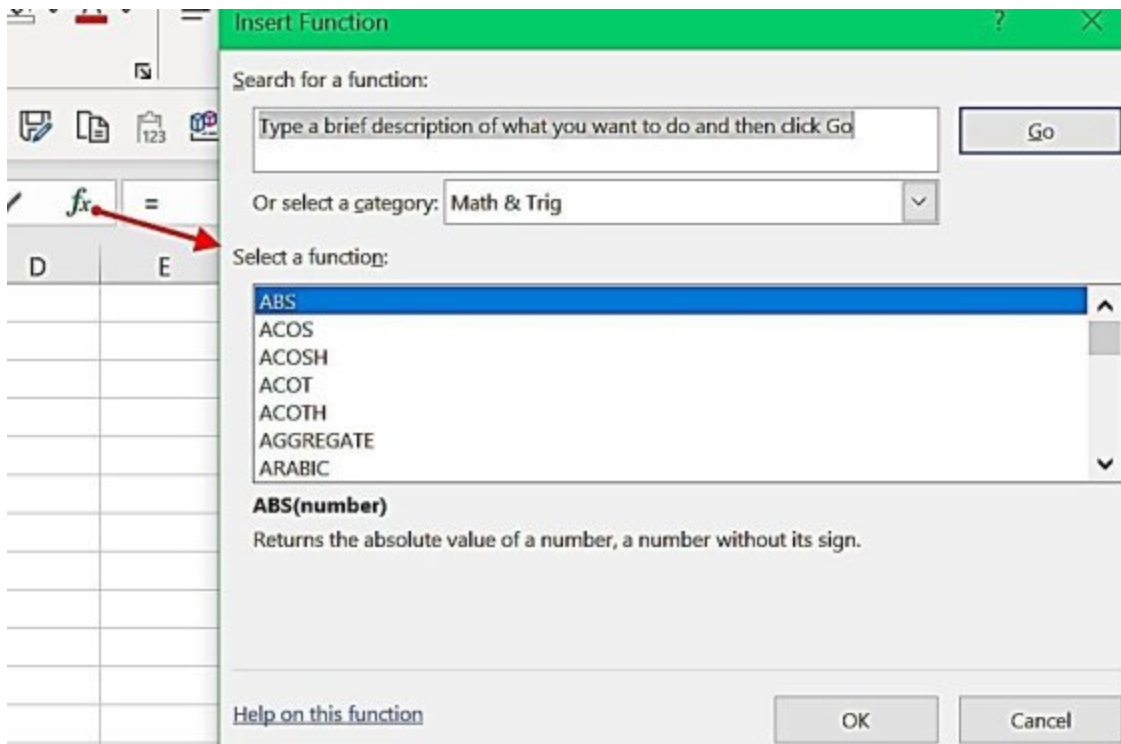 Insert Function ?
Search for a function:
Type a brief description of what you want to do and then click Go
Go
123
fx =
Or select a category: Math & Trig
D E
Select a function:
ABS
ACOS
ACOSH
ACOT
ACOTH
AGGREGATE
ARABIC
ABS(number)
Returns the absolute value of a number, a number without its sign.
Help on this function
OK
Cancel